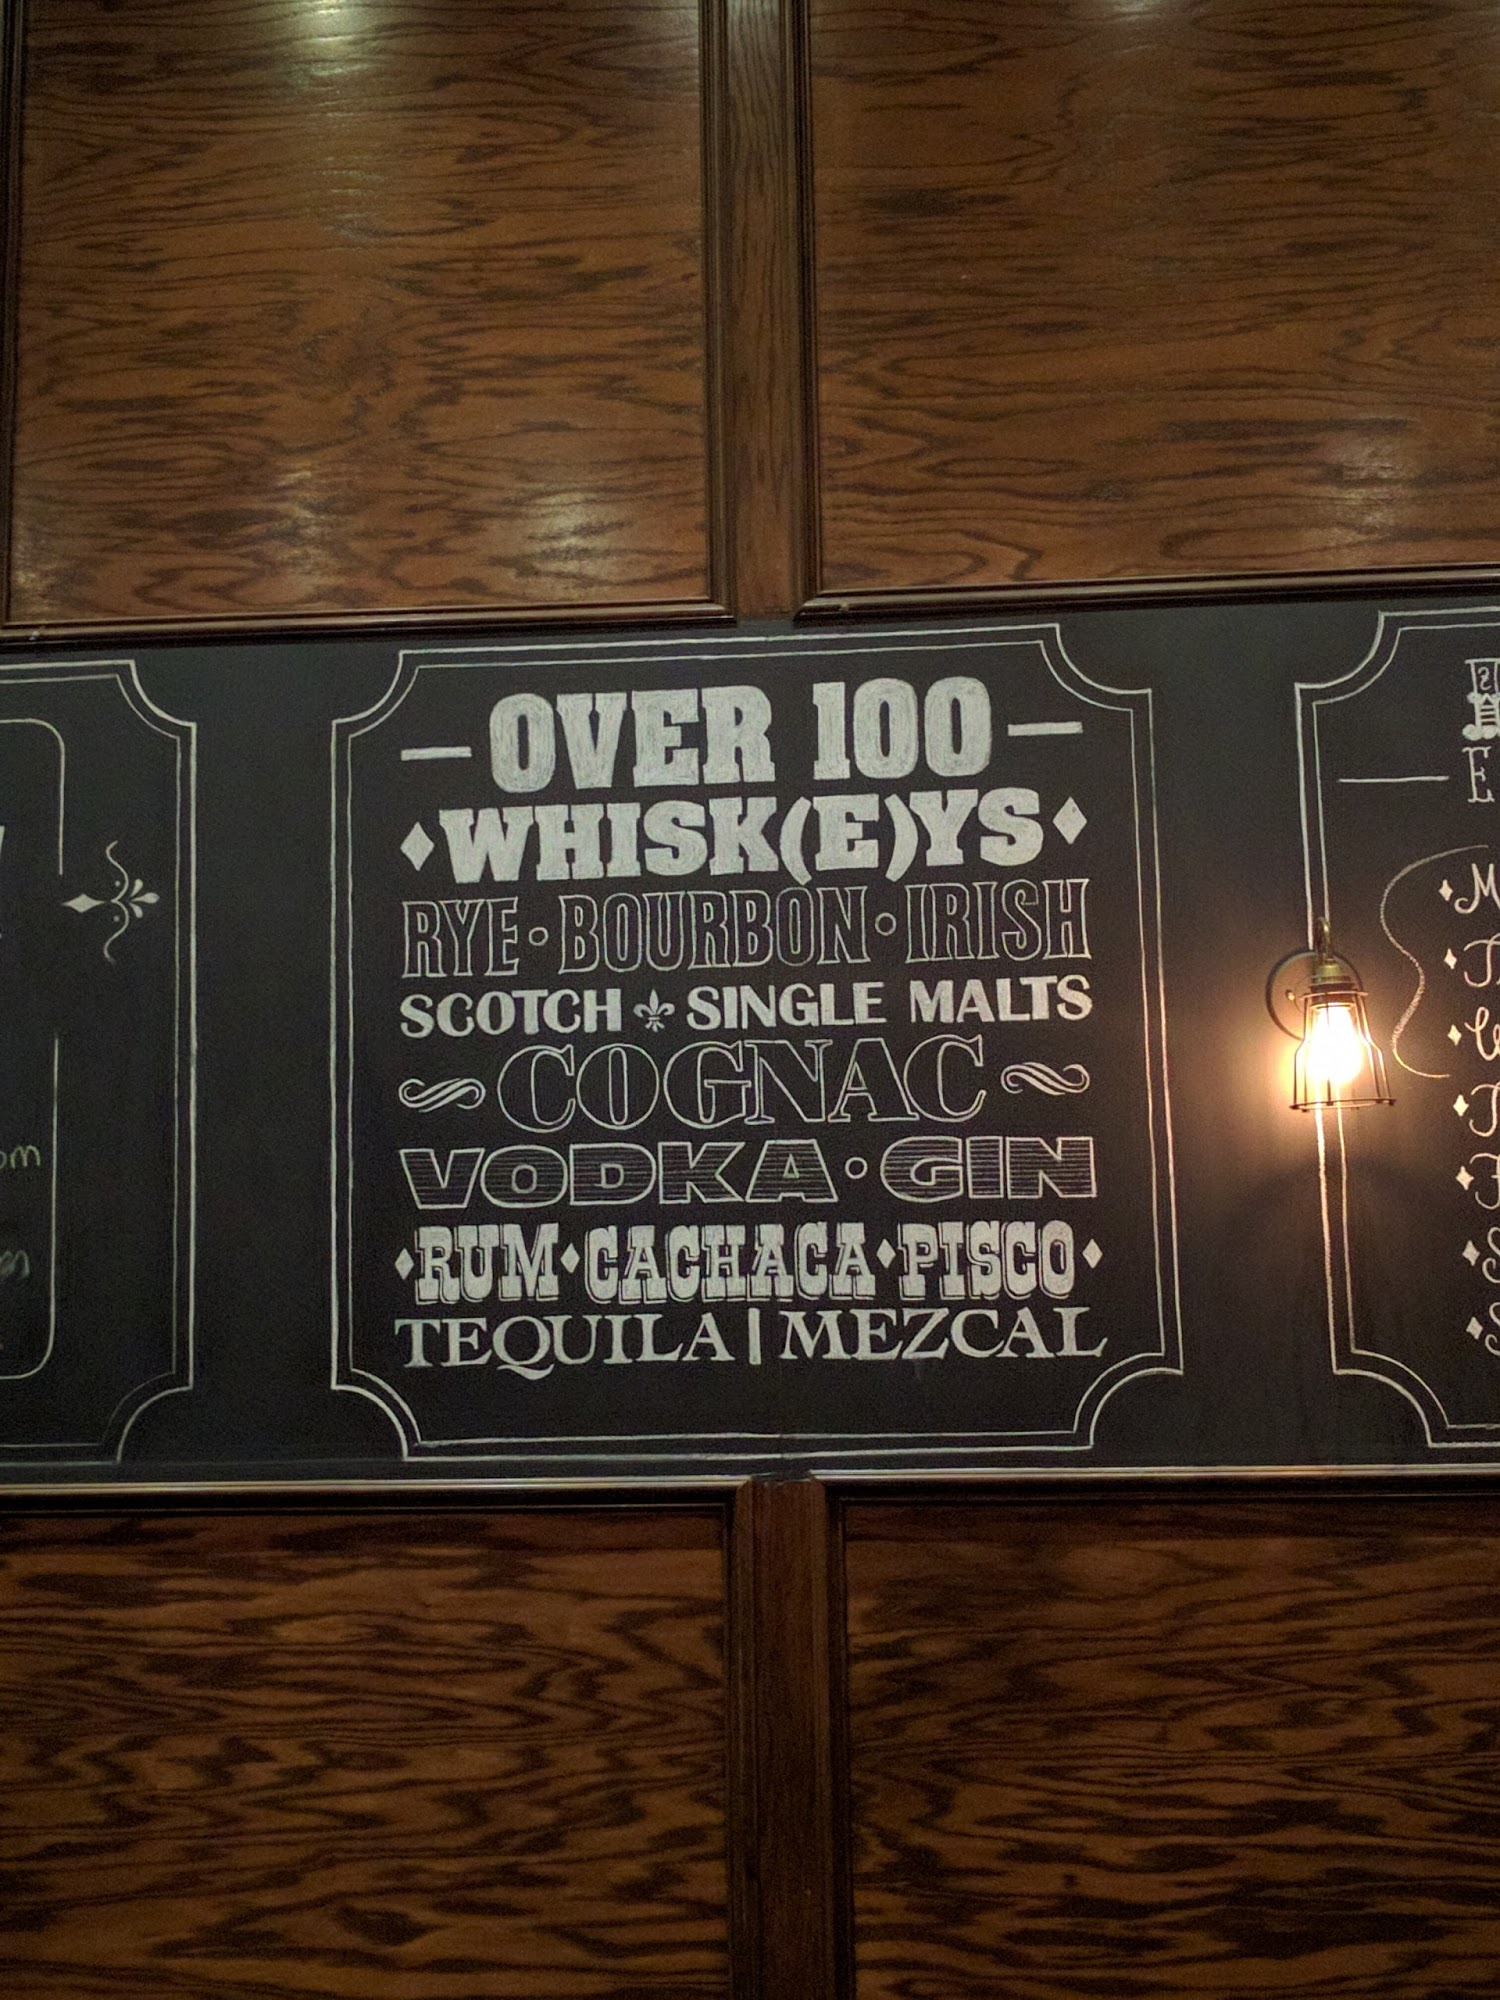 OVER 100
WHISK(E)YS
RYE • BOURBON • IRISH
SCOTCH SINGLE MALTS
COGNAC
VODKA • GIN
RUM CACHACA PISCO
TEQUILA | MEZCAL